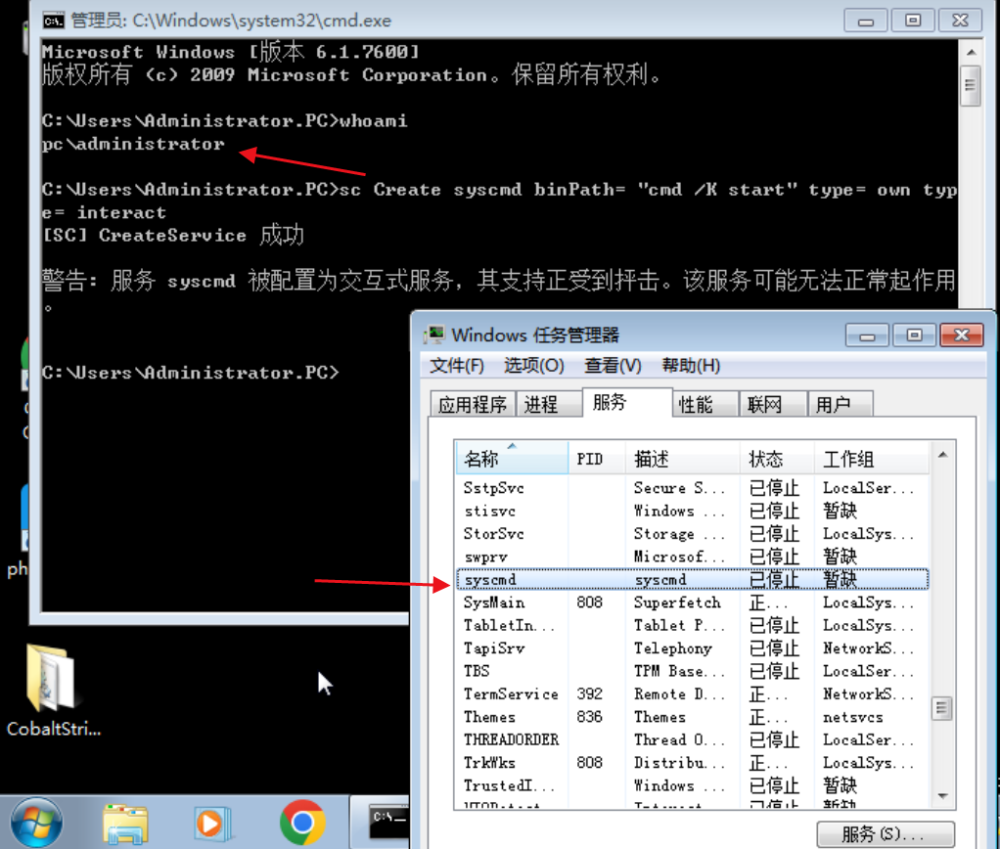 管理员: C:\Windows\system32\cmd.exe
Microsoft Windows [版本 6.1.7600]
版权所有 (c) 2009 Microsoft Corporation。保留所有权利。
C:\Users\Administrator.PC>whoami
pc\administrator
C:\Users\Administrator.PC>sc Create syscmd binPath= "cmd /K start" type= own typ
e= interact
[SC] CreateService 成功
警告: 服务 syscmd 被配置为交互式服务，其支持正受到抨击。该服务可能无法正常起作用
。
C:\Users\Administrator.PC>
Windows 任务管理器
文件(F) 选项(O) 查看(V) 帮助(H)
应用程序 进程 服务 性能 联网 用户
名称 PID 描述 状态 工作组
SstpSvc Secure S... 已停止 LocalSer...
stisvc Windows ... 已停止 暂缺
StorSvc Storage ... 已停止 LocalSys...
swprv Microsof... 已停止 暂缺
syscmd syscmd 已停止 暂缺
SysMain 808 Superfetch 正... LocalSys...
TabletIn... Tablet P... 已停止 LocalSys...
TapiSrv Telephony 已停止 NetworkS...
TBS TPM Base... 已停止 LocalSer...
TermService 392 Remote D... 正... NetworkS...
Themes 836 Themes 正... netsvcs
THREADORDER Thread O... 已停止 LocalSer...
TrkWks 808 Distribu... 正... LocalSys...
TrustedI... Windows ... 已停止 暂缺
服务(S)...
ph
CobaltStri...
C:\